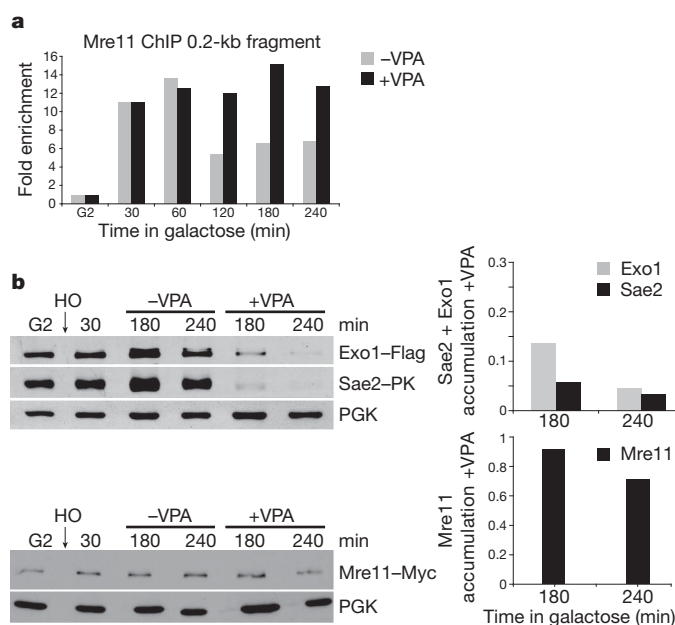 a
Mre11 ChIP 0.2-kb fragment
–VPA
+VPA
Fold enrichment
16
14
12
10
8
6
4
2
0
G2 30 60 120 180 240
Time in galactose (min)
b
HO –VPA +VPA
G2 30 180 240 180 240 min
Exo1–Flag
Sae2–PK
PGK
Sae2 + Exo1
accumulation +VPA
0.3
0.2
0.1
0
Exo1
Sae2
180 240
HO –VPA +VPA
G2 30 180 240 180 240 min
Mre11–Myc
PGK
Mre11
accumulation +VPA
1
0.8
0.6
0.4
0.2
0
Mre11
180 240
Time in galactose (min)